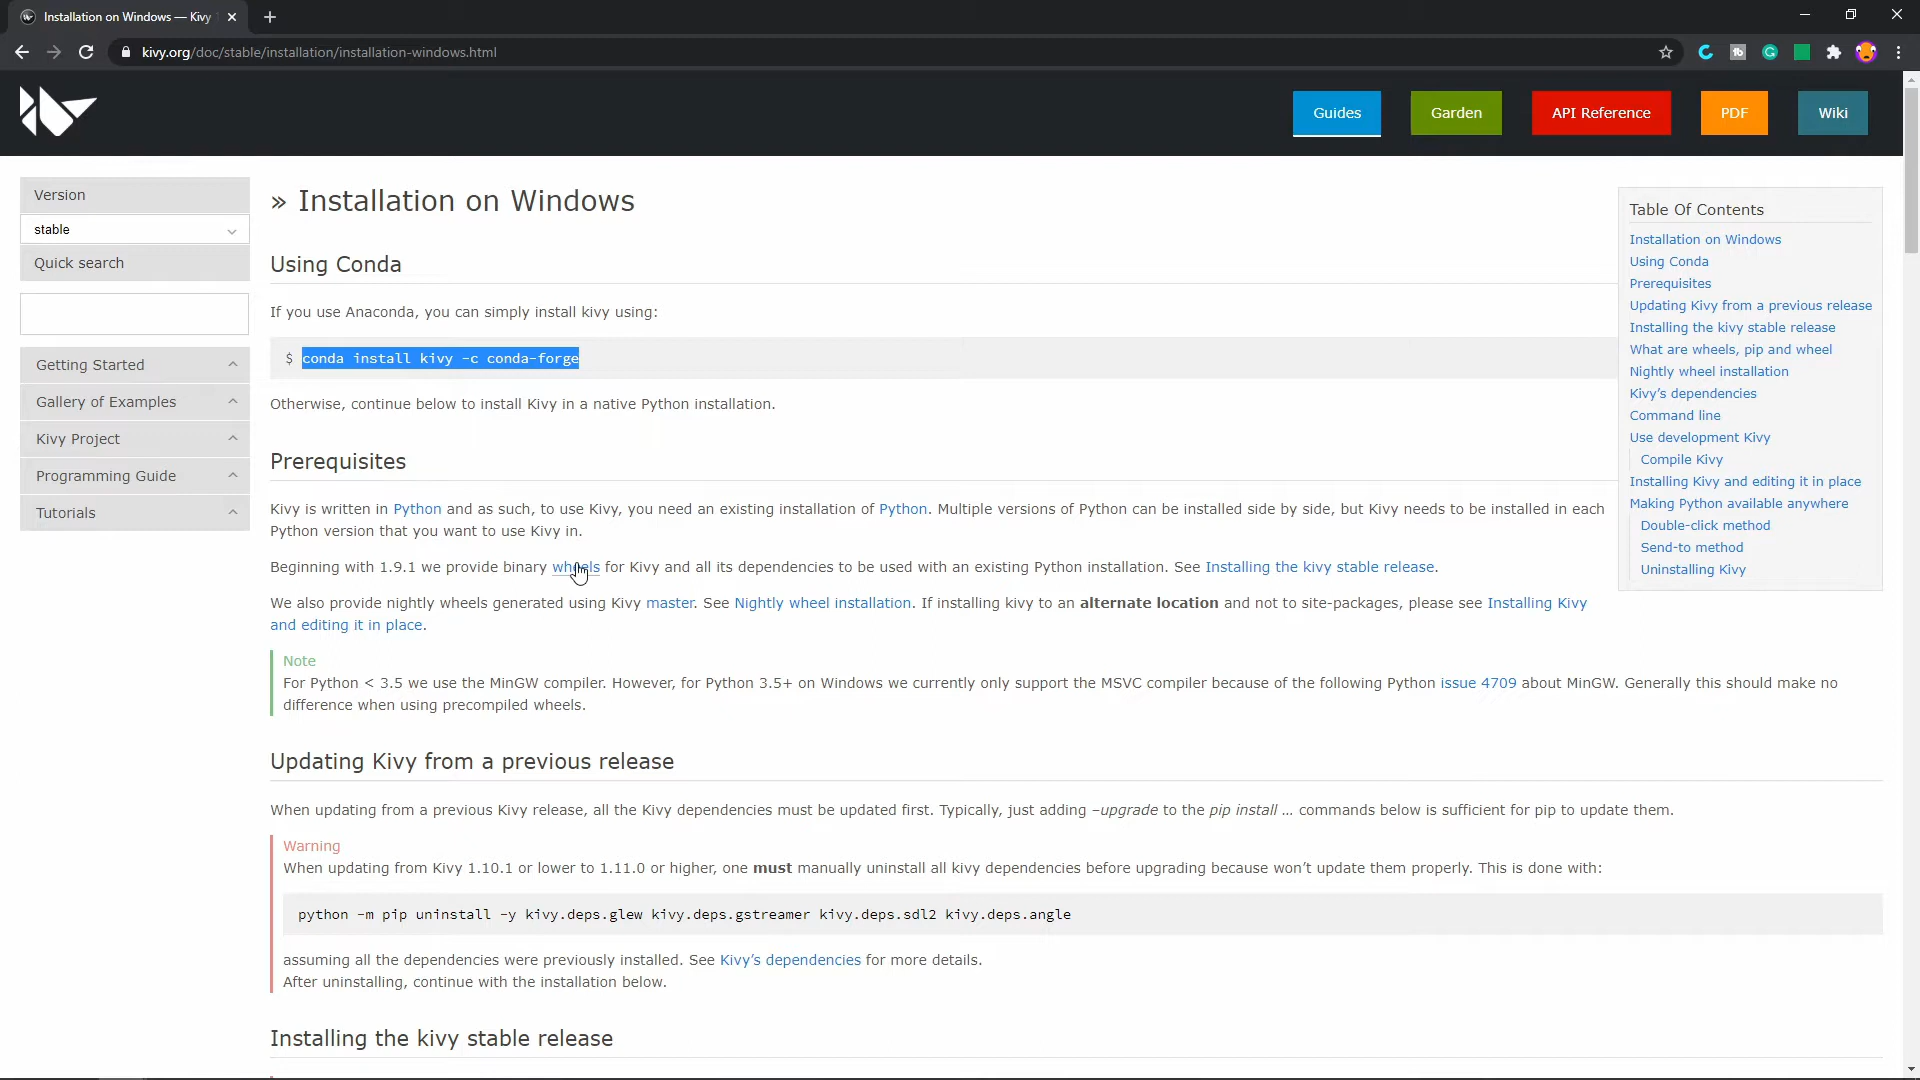 Installation on Windows — Kivy
kivy.org/doc/stable/installation/installation-windows.html
Guides
Garden
API Reference
PDF
Wiki
Version
stable
Quick search
Getting Started
Gallery of Examples
Kivy Project
Programming Guide
Tutorials
» Installation on Windows
Using Conda
If you use Anaconda, you can simply install kivy using:
$ conda install kivy -c conda-forge
Otherwise, continue below to install Kivy in a native Python installation.
Prerequisites
Kivy is written in Python and as such, to use Kivy, you need an existing installation of Python. Multiple versions of Python can be installed side by side, but Kivy needs to be installed in each
Python version that you want to use Kivy in.
Beginning with 1.9.1 we provide binary wheels for Kivy and all its dependencies to be used with an existing Python installation. See Installing the kivy stable release.
We also provide nightly wheels generated using Kivy master. See Nightly wheel installation. If installing kivy to an alternate location and not to site-packages, please see Installing Kivy
and editing it in place.
Note
For Python < 3.5 we use the MinGW compiler. However, for Python 3.5+ on Windows we currently only support the MSVC compiler because of the following Python issue 4709 about MinGW. Generally this should make no
difference when using precompiled wheels.
Updating Kivy from a previous release
When updating from a previous Kivy release, all the Kivy dependencies must be updated first. Typically, just adding –upgrade to the pip install ... commands below is sufficient for pip to update them.
Warning
When updating from Kivy 1.10.1 or lower to 1.11.0 or higher, one must manually uninstall all kivy dependencies before upgrading because won't update them properly. This is done with:
python -m pip uninstall -y kivy.deps.glew kivy.deps.gstreamer kivy.deps.sdl2 kivy.deps.angle
assuming all the dependencies were previously installed. See Kivy's dependencies for more details.
After uninstalling, continue with the installation below.
Installing the kivy stable release
Table Of Contents
Installation on Windows
Using Conda
Prerequisites
Updating Kivy from a previous release
Installing the kivy stable release
What are wheels, pip and wheel
Nightly wheel installation
Kivy's dependencies
Command line
Use development Kivy
Compile Kivy
Installing Kivy and editing it in place
Making Python available anywhere
Double-click method
Send-to method
Uninstalling Kivy